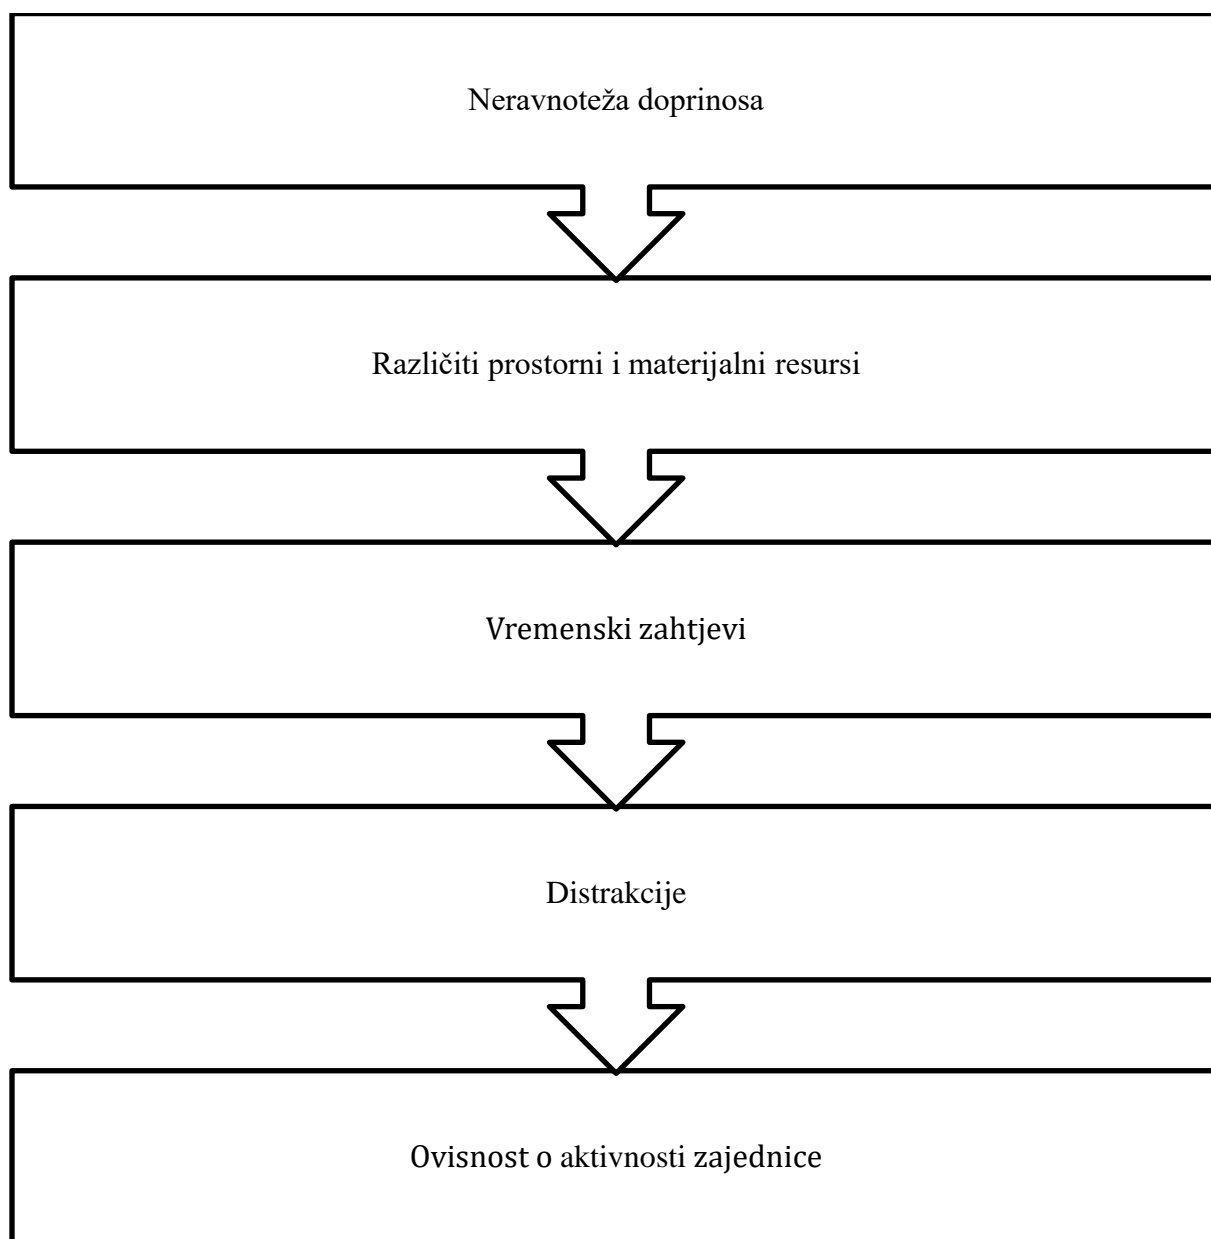 Neravnoteža doprinosa
Različiti prostorni i materijalni resursi
Vremenski zahtjevi
Distrakcije
Ovisnost o aktivnosti zajednice